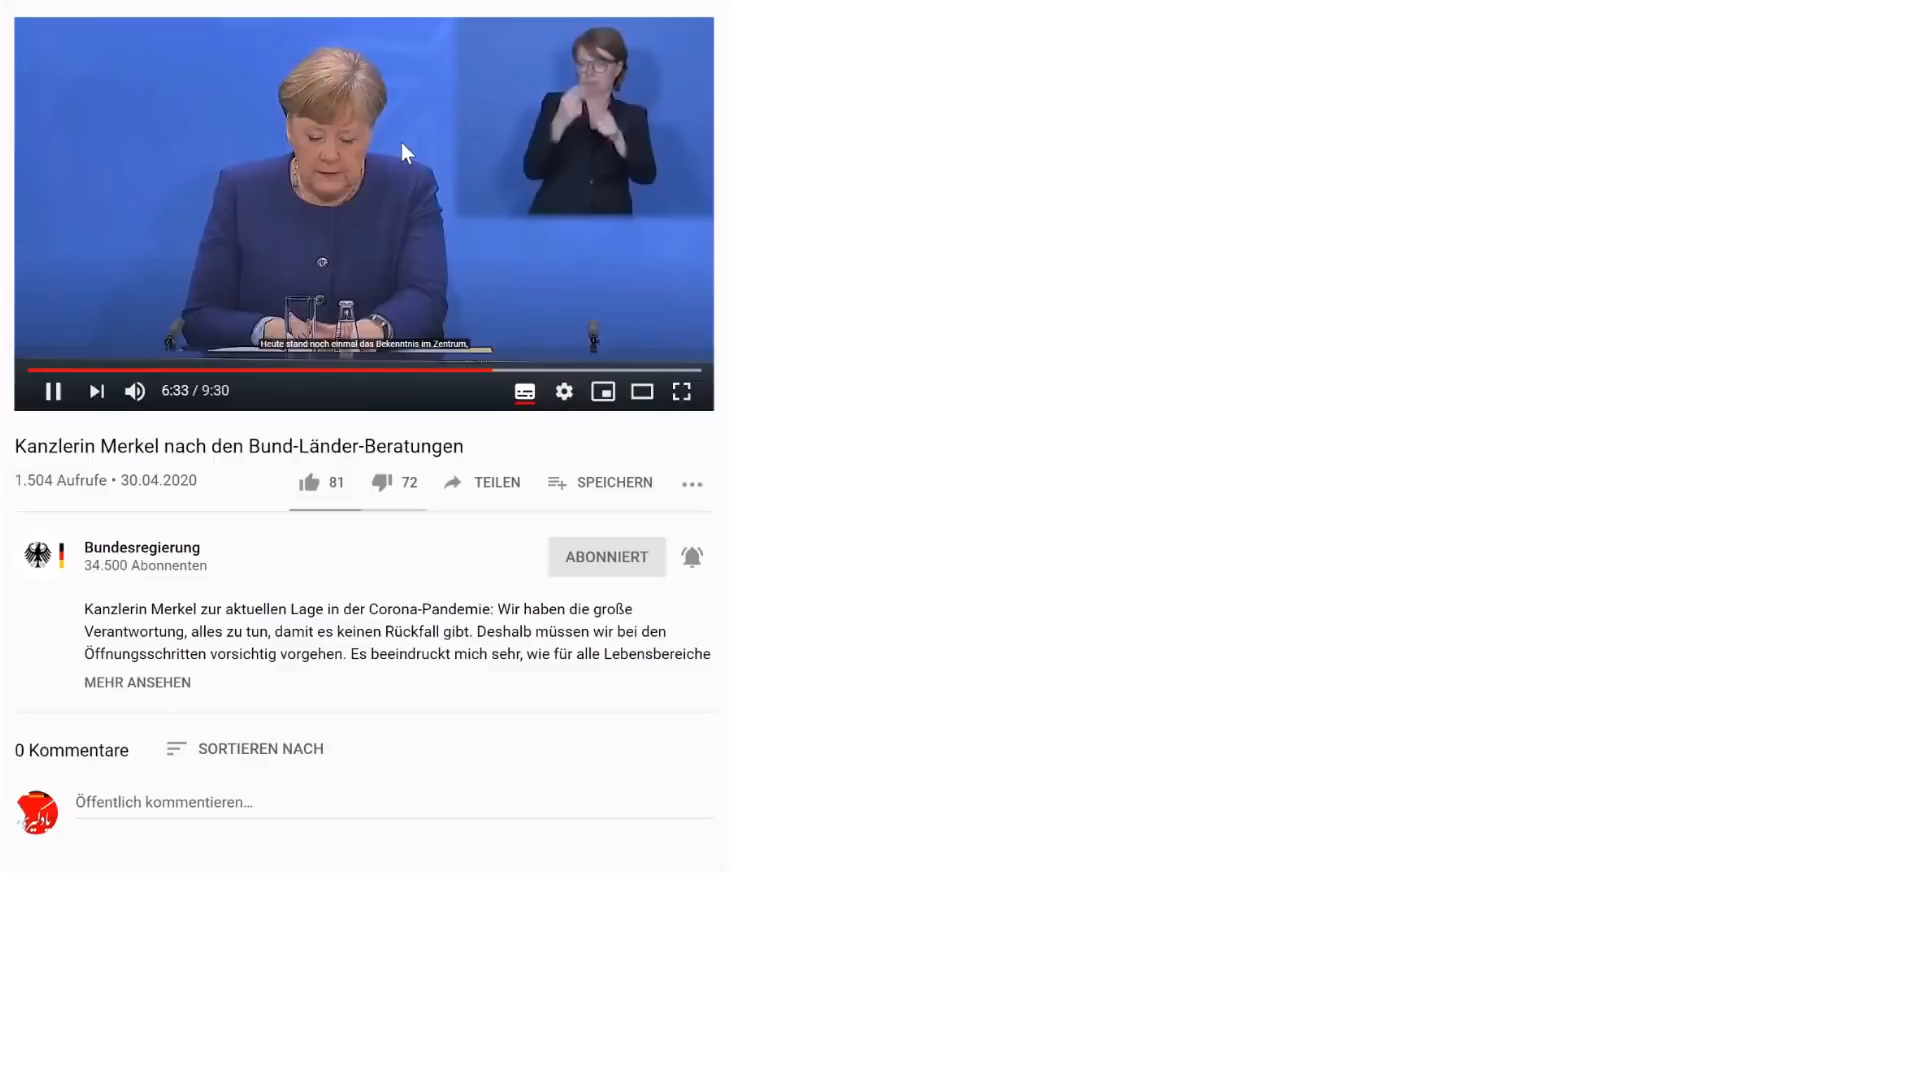 Heute stand noch einmal das Bekenntnis im Zentrum,
6:33 / 9:30
Kanzlerin Merkel nach den Bund-Länder-Beratungen
1.504 Aufrufe • 30.04.2020
81
72
TEILEN
SPEICHERN
Bundesregierung
34.500 Abonnenten
ABONNIERT
Kanzlerin Merkel zur aktuellen Lage in der Corona-Pandemie: Wir haben die große
Verantwortung, alles zu tun, damit es keinen Rückfall gibt. Deshalb müssen wir bei den
Öffnungsschritten vorsichtig vorgehen. Es beeindruckt mich sehr, wie für alle Lebensbereiche
MEHR ANSEHEN
0 Kommentare
SORTIEREN NACH
Öffentlich kommentieren...